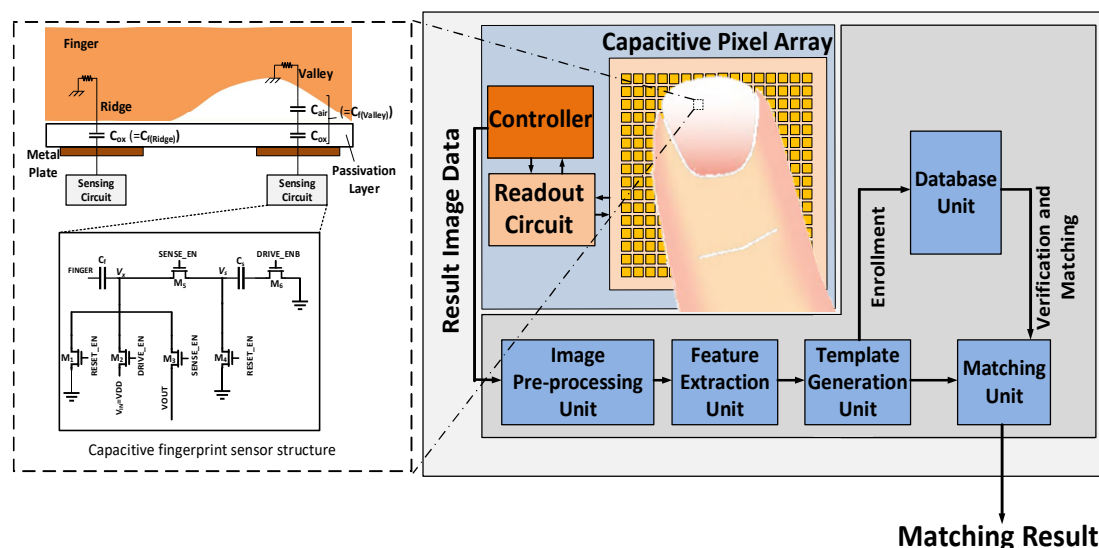 Finger
Ridge
Valley
Cair
(=Cf(Valley))
Cox (=Cf(Ridge))
Cox
Metal
Plate
Passivation
Layer
Sensing
Circuit
Sensing
Circuit
SENSE_EN
DRIVE_ENB
FINGER
Cf
Vx
M5
Vs
Cs
M6
M1
RESET_EN
M2
DRIVE_EN
M3
SENSE_EN
M4
RESET_EN
VIN=VDD
VOUT
Capacitive fingerprint sensor structure
Capacitive Pixel Array
Controller
Readout
Circuit
Result Image Data
Database
Unit
Enrollment
Verification and
Matching
Image
Pre-processing
Unit
Feature
Extraction
Unit
Template
Generation
Unit
Matching
Unit
Matching Result